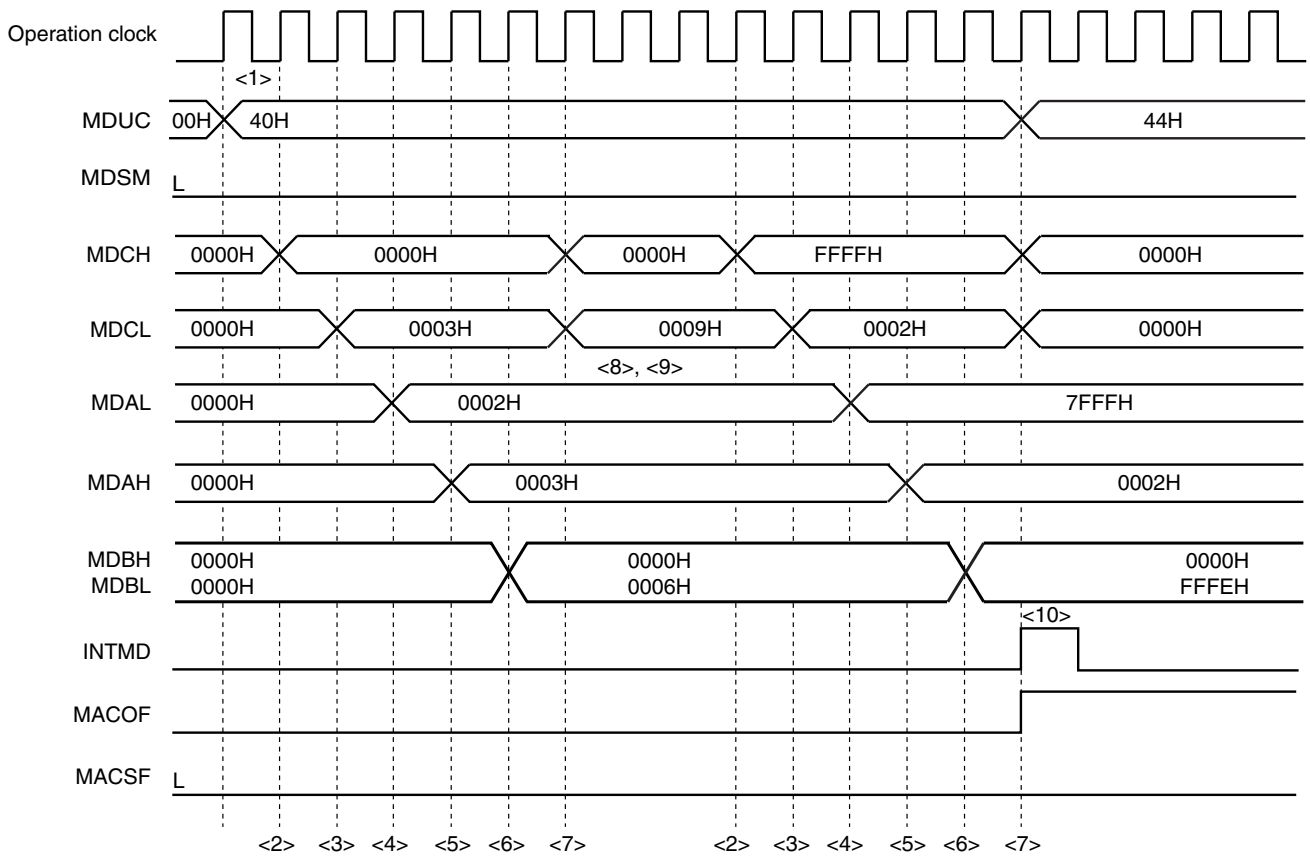 Operation clock
<1>
MDUC 00H 40H 44H
MDSM L
MDCH 0000H 0000H 0000H FFFFH 0000H
MDCL 0000H 0003H 0009H 0002H 0000H
<8>, <9>
MDAL 0000H 0002H 7FFFH
MDAH 0000H 0003H 0002H
MDBH 0000H 0000H 0000H
MDBL 0000H 0006H FFFEH
<10>
INTMD
MACOF
MACSF L
<2> <3> <4> <5> <6> <7> <2> <3> <4> <5> <6> <7>